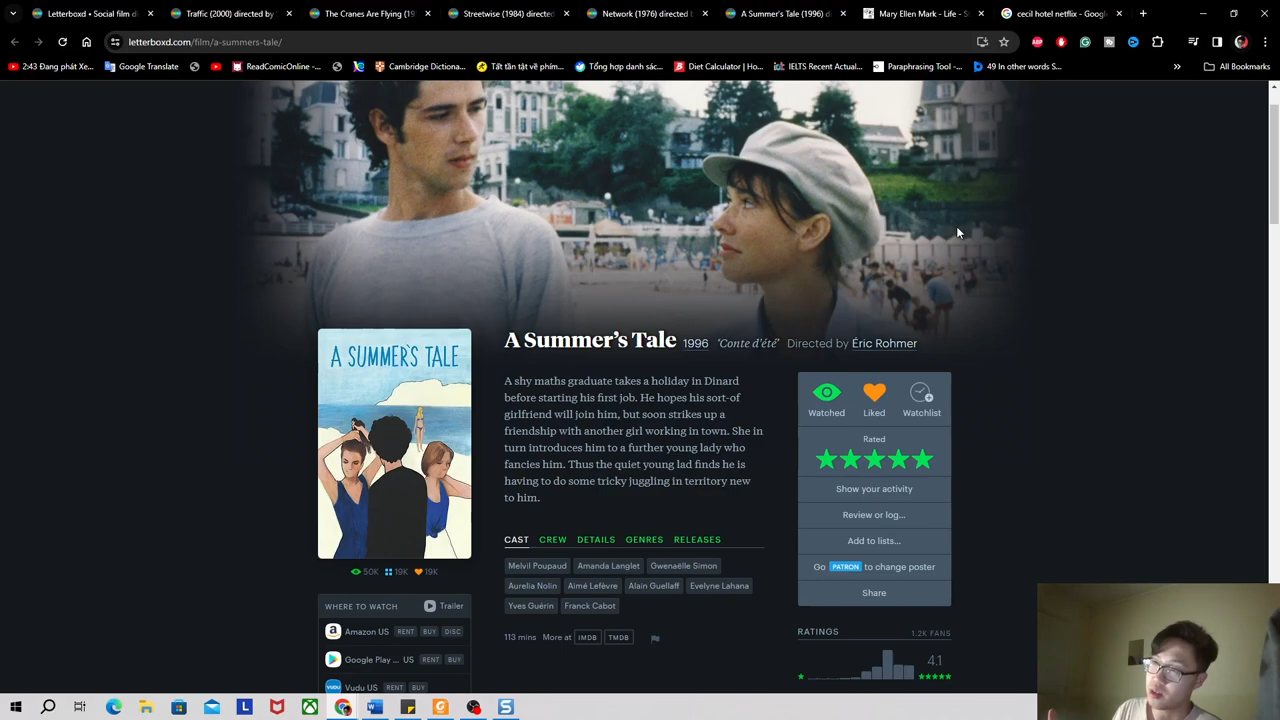 Letterboxd • Social film d
Traffic (2000) directed by
The Cranes Are Flying (19
Streetwise (1984) directed
Network (1976) directed b
A Summer's Tale (1996) di
Mary Ellen Mark - Life - St
cecil hotel netflix - Google
letterboxd.com/film/a-summers-tale/
2:43 Đang phát Xe...
Google Translate
ReadComicOnline -...
Cambridge Dictiona...
Tất tần tật về phim...
Tổng hợp danh sác...
Diet Calculator | Ho...
IELTS Recent Actual...
Paraphrasing Tool -...
49 In other words S...
All Bookmarks
A Summer's Tale 1996 'Conte d'été' Directed by Éric Rohmer
A SUMMER'S TALE
A shy maths graduate takes a holiday in Dinard
before starting his first job. He hopes his sort-of
girlfriend will join him, but soon strikes up a
friendship with another girl working in town. She in
turn introduces him to a further young lady who
fancies him. Thus the quiet young lad finds he is
having to do some tricky juggling in territory new
to him.
Watched Liked Watchlist
Rated
Show your activity
Review or log...
Add to lists...
Go PATRON to change poster
Share
CAST CREW DETAILS GENRES RELEASES
Melvil Poupaud Amanda Langlet Gwenaëlle Simon
Aurelia Nolin Aimé Lefèvre Alain Guellaff Evelyne Lahana
Yves Guérin Franck Cabot
113 mins More at IMDB TMDB
50K 19K 19K
WHERE TO WATCH Trailer
Amazon US RENT BUY DISC
Google Play ... US RENT BUY
Vudu US RENT BUY
RATINGS 1.2K FANS
4.1